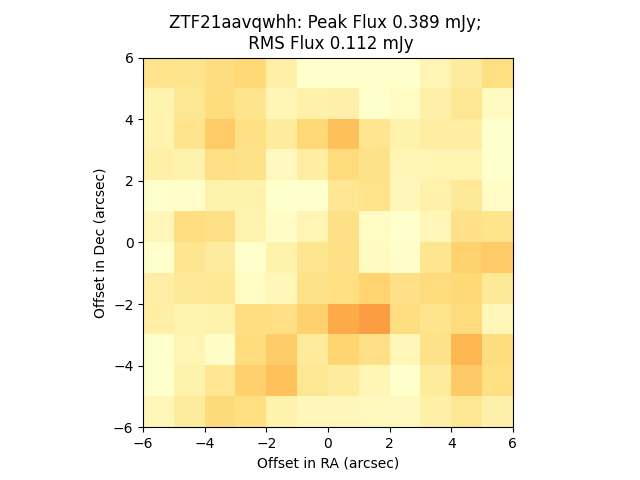 ZTF21aavqwhh: Peak Flux 0.389 mJy;
RMS Flux 0.112 mJy
6
4
2
0
−2
−4
−6
Offset in Dec (arcsec)
−6 −4 −2 0 2 4 6
Offset in RA (arcsec)